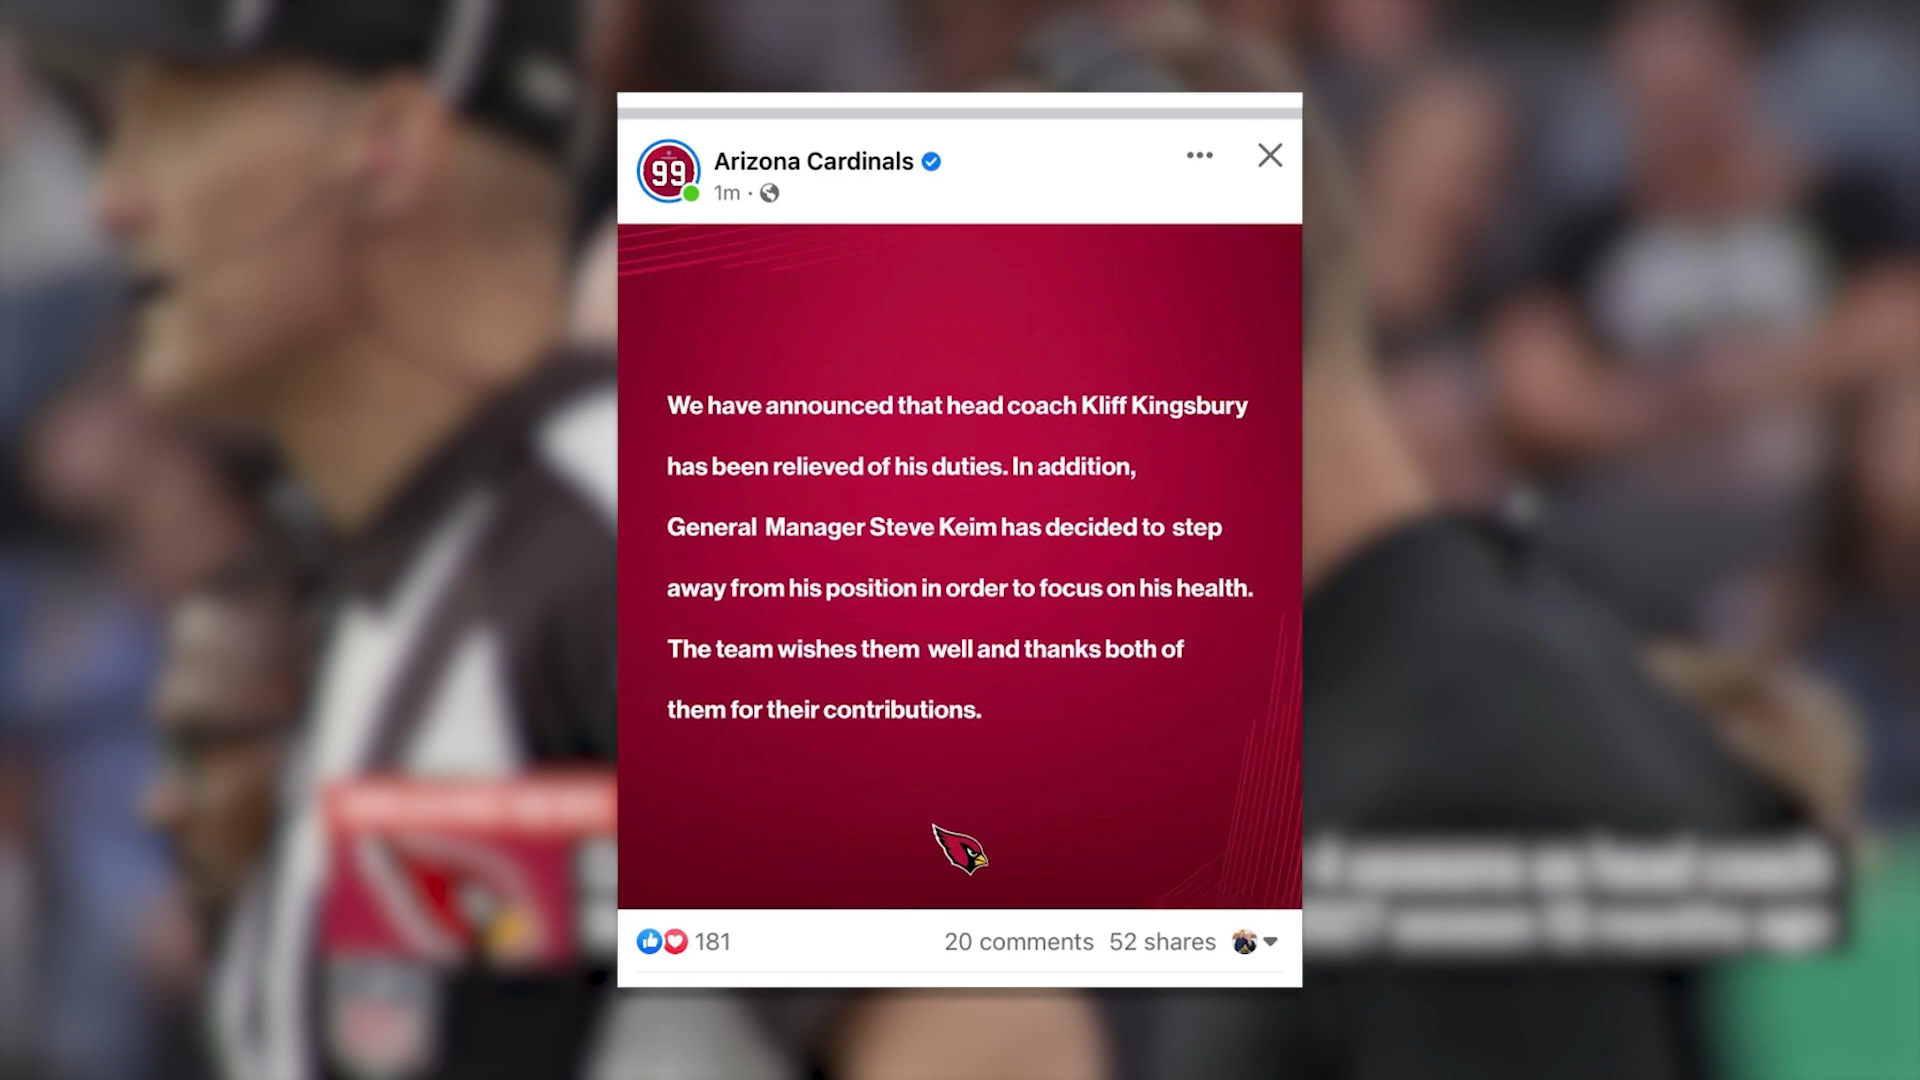 99
Arizona Cardinals
1m ·
We have announced that head coach Kliff Kingsbury
has been relieved of his duties. In addition,
General Manager Steve Keim has decided to step
away from his position in order to focus on his health.
The team wishes them well and thanks both of
them for their contributions.
181
20 comments 52 shares